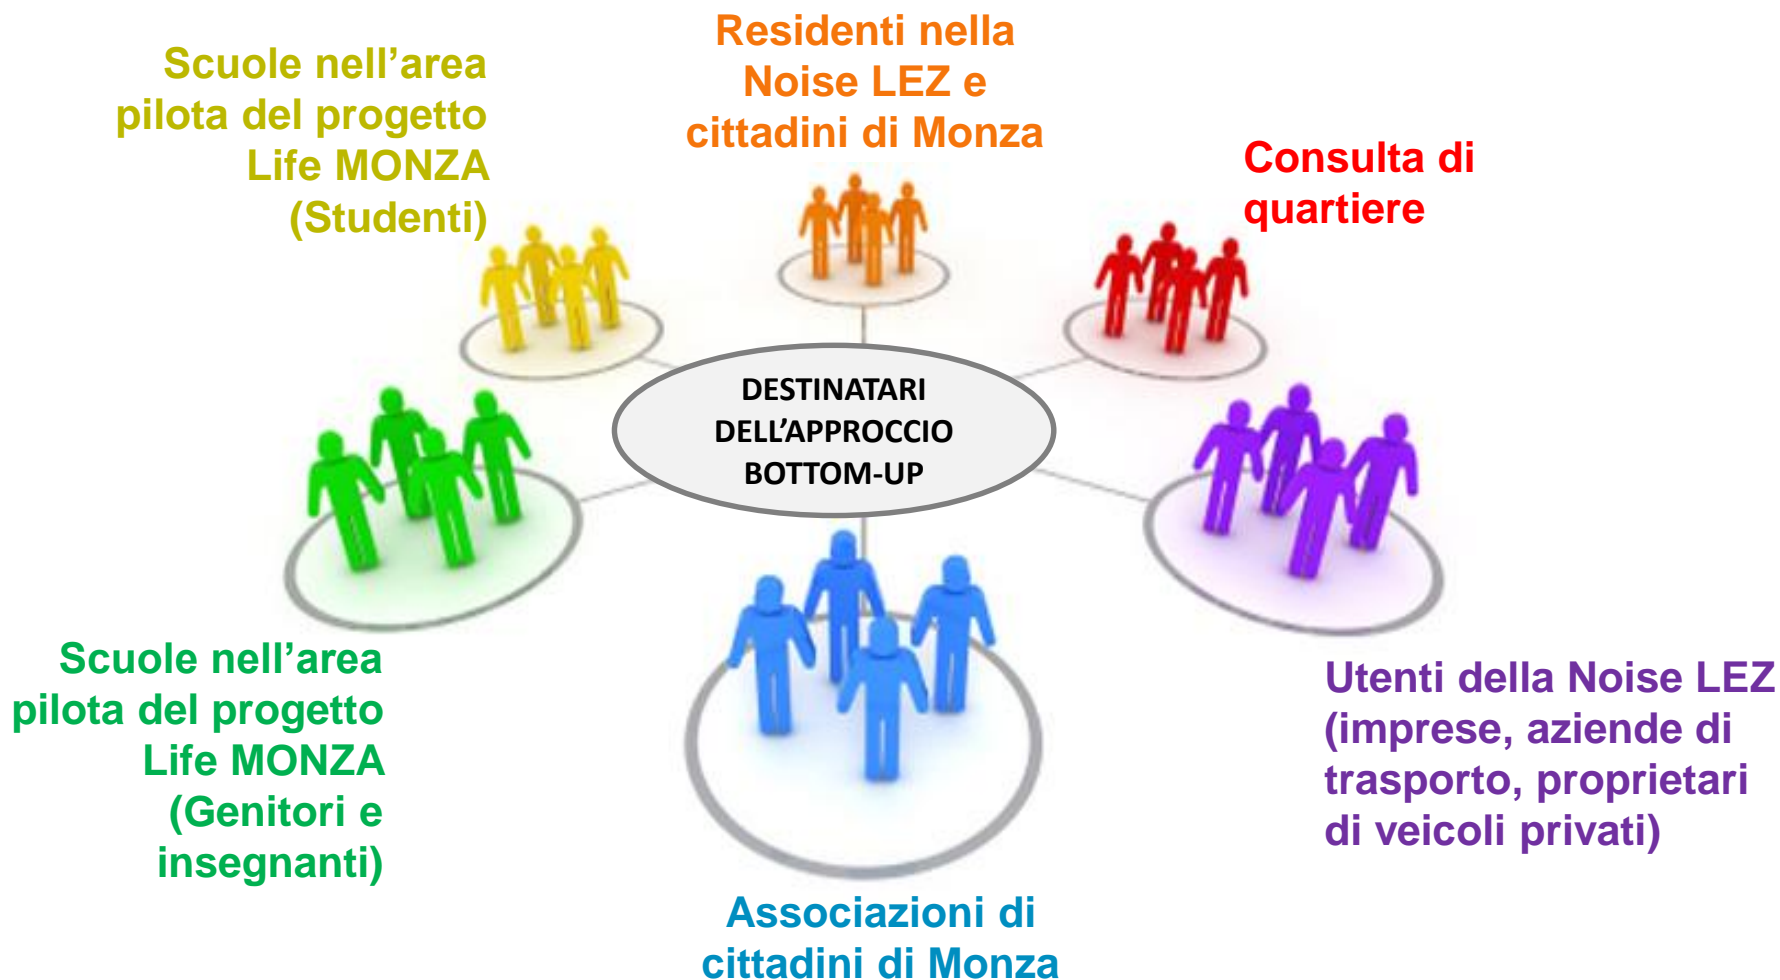 Residenti nella
Noise LEZ e
cittadini di Monza
Scuole nell’area
pilota del progetto
Life MONZA
(Studenti)
Consulta di
quartiere
DESTINATARI
DELL’APPROCCIO
BOTTOM-UP
Scuole nell’area
pilota del progetto
Life MONZA
(Genitori e
insegnanti)
Utenti della Noise LEZ
(imprese, aziende di
trasporto, proprietari
di veicoli privati)
Associazioni di
cittadini di Monza